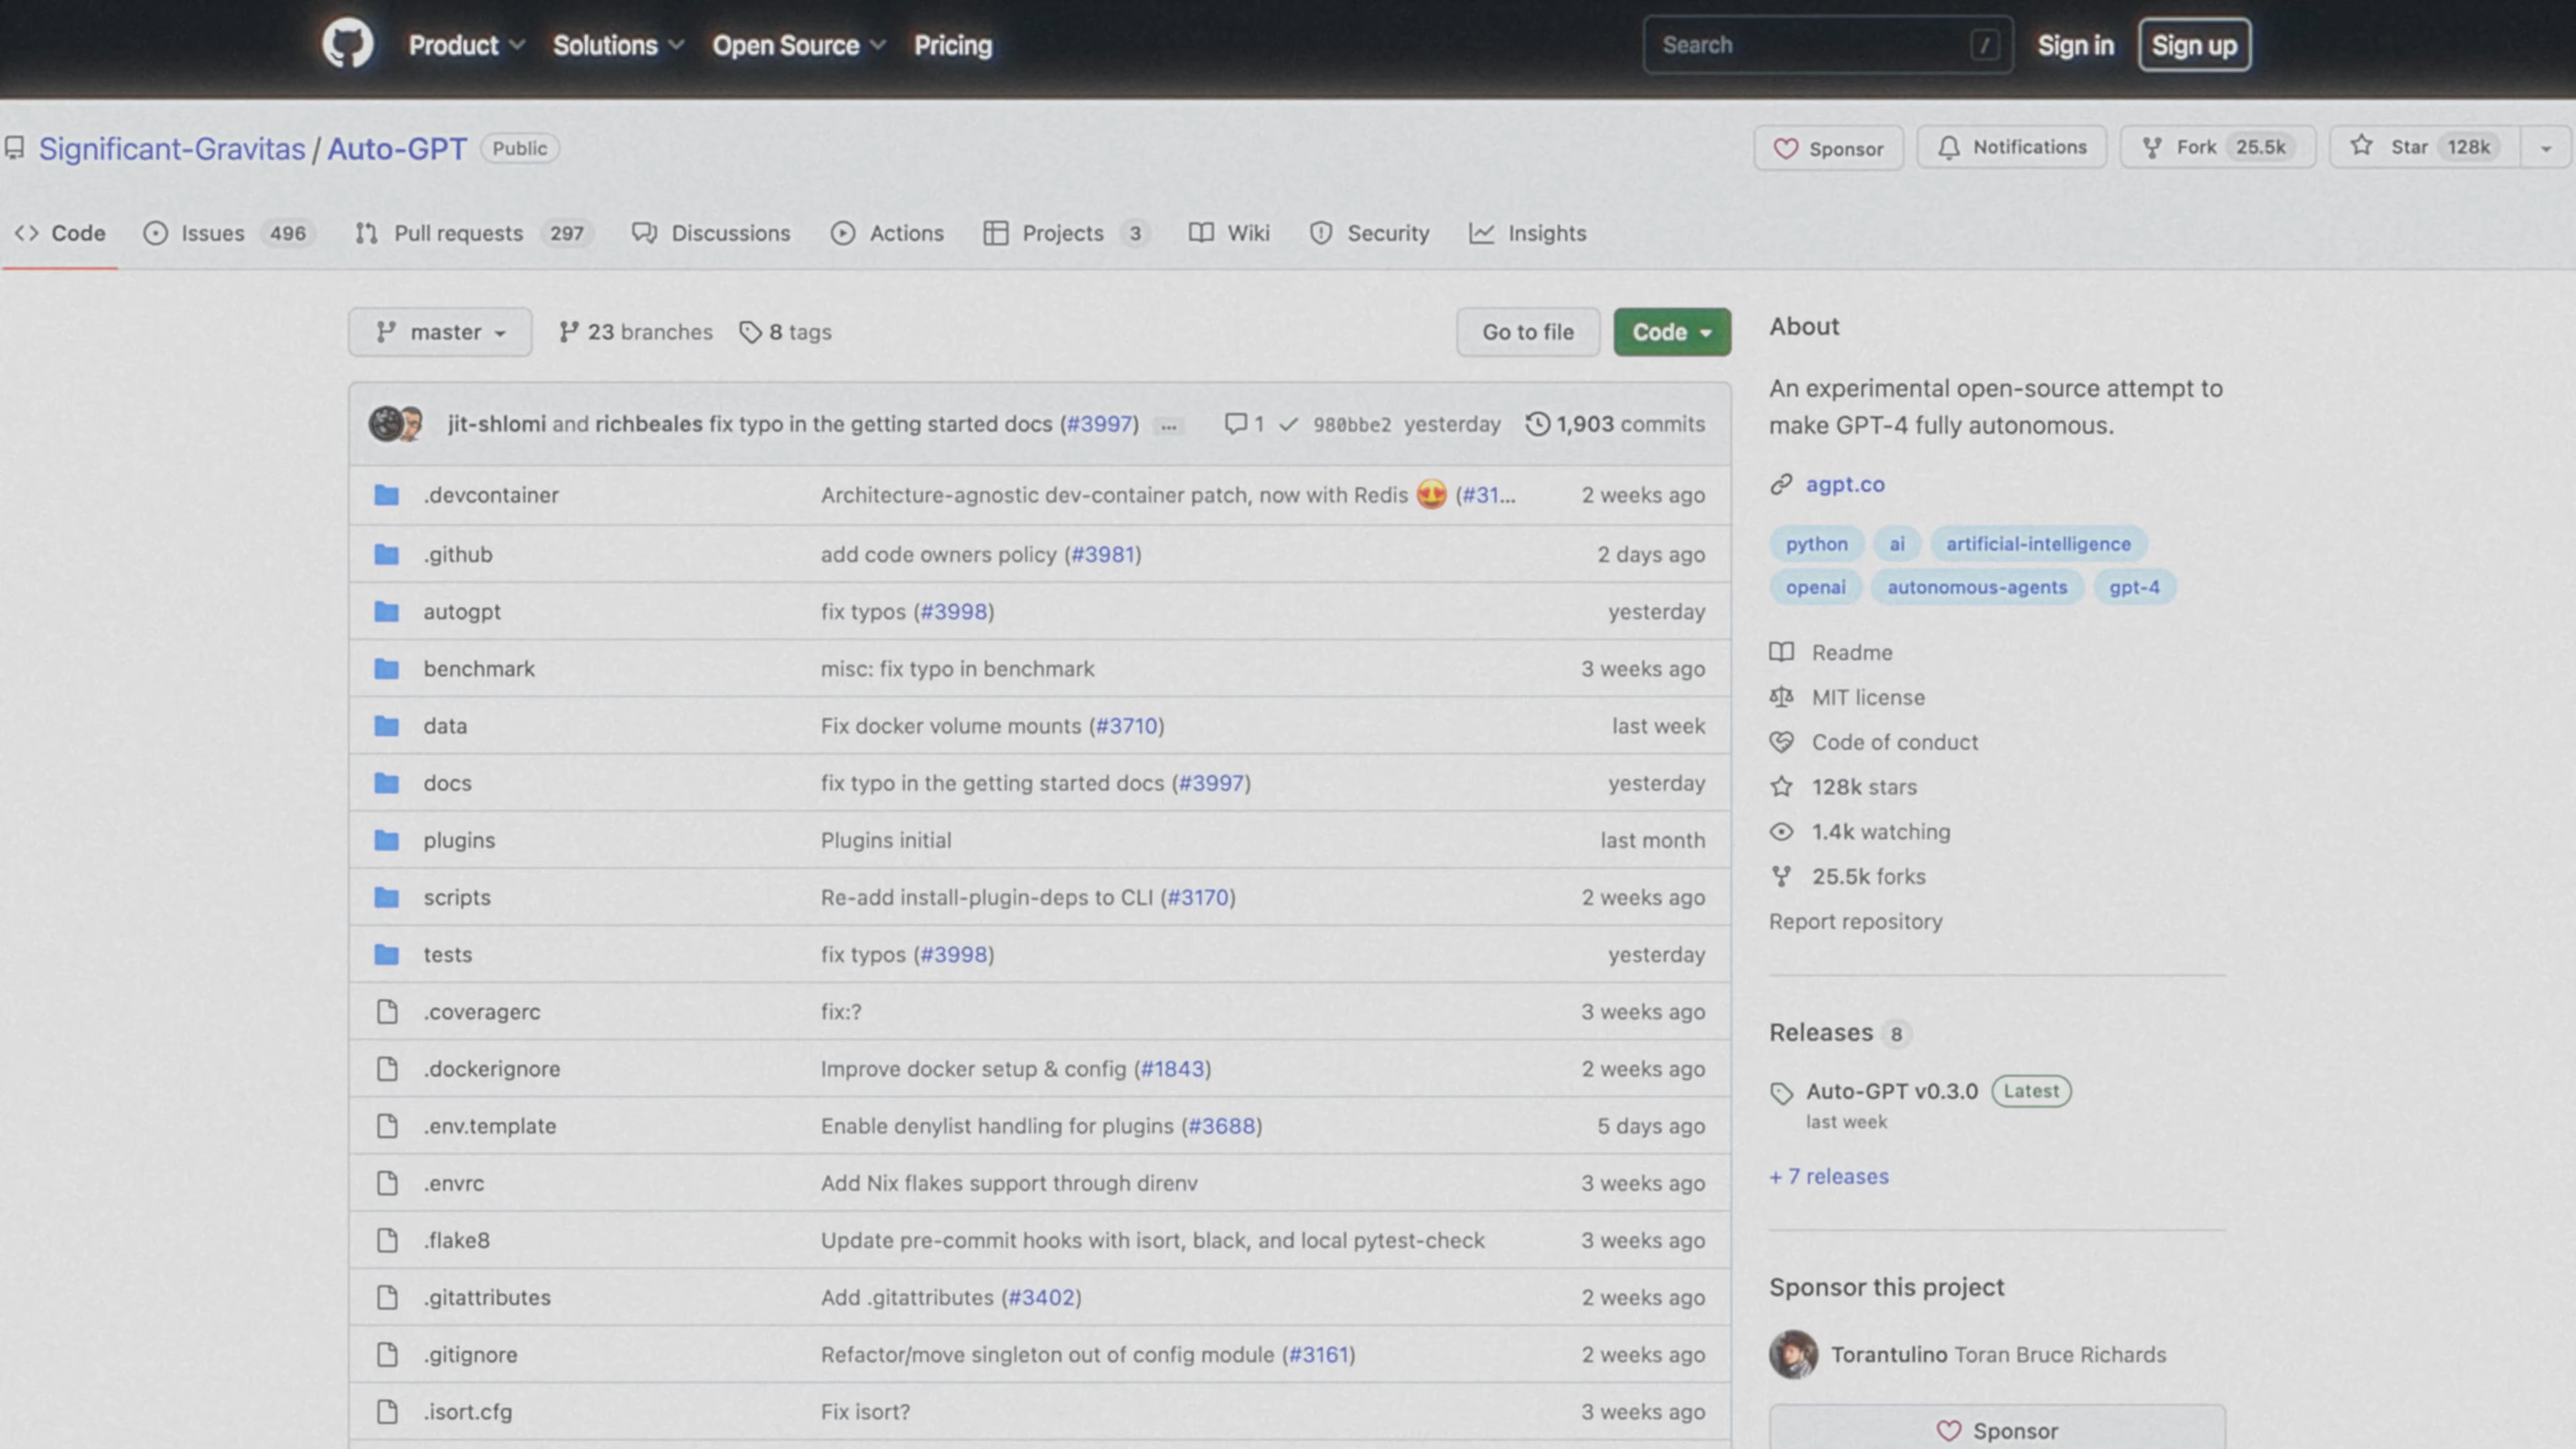 Product Solutions Open Source Pricing Search / Sign in Sign up
Significant-Gravitas / Auto-GPT Public Sponsor Notifications Fork 25.5k Star 128k
Code Issues 496 Pull requests 297 Discussions Actions Projects 3 Wiki Security Insights
master 23 branches 8 tags Go to file Code
jit-shlomi and richbeales fix typo in the getting started docs (#3997) ... 1 980bbe2 yesterday 1,903 commits
.devcontainer Architecture-agnostic dev-container patch, now with Redis 😍 (#31... 2 weeks ago
.github add code owners policy (#3981) 2 days ago
autogpt fix typos (#3998) yesterday
benchmark misc: fix typo in benchmark 3 weeks ago
data Fix docker volume mounts (#3710) last week
docs fix typo in the getting started docs (#3997) yesterday
plugins Plugins initial last month
scripts Re-add install-plugin-deps to CLI (#3170) 2 weeks ago
tests fix typos (#3998) yesterday
.coveragerc fix:? 3 weeks ago
.dockerignore Improve docker setup & config (#1843) 2 weeks ago
.env.template Enable denylist handling for plugins (#3688) 5 days ago
.envrc Add Nix flakes support through direnv 3 weeks ago
.flake8 Update pre-commit hooks with isort, black, and local pytest-check 3 weeks ago
.gitattributes Add .gitattributes (#3402) 2 weeks ago
.gitignore Refactor/move singleton out of config module (#3161) 2 weeks ago
.isort.cfg Fix isort? 3 weeks ago
About
An experimental open-source attempt to
make GPT-4 fully autonomous.
agpt.co
python ai artificial-intelligence
openai autonomous-agents gpt-4
Readme
MIT license
Code of conduct
128k stars
1.4k watching
25.5k forks
Report repository
Releases 8
Auto-GPT v0.3.0 Latest
last week
+ 7 releases
Sponsor this project
Torantulino Toran Bruce Richards
Sponsor